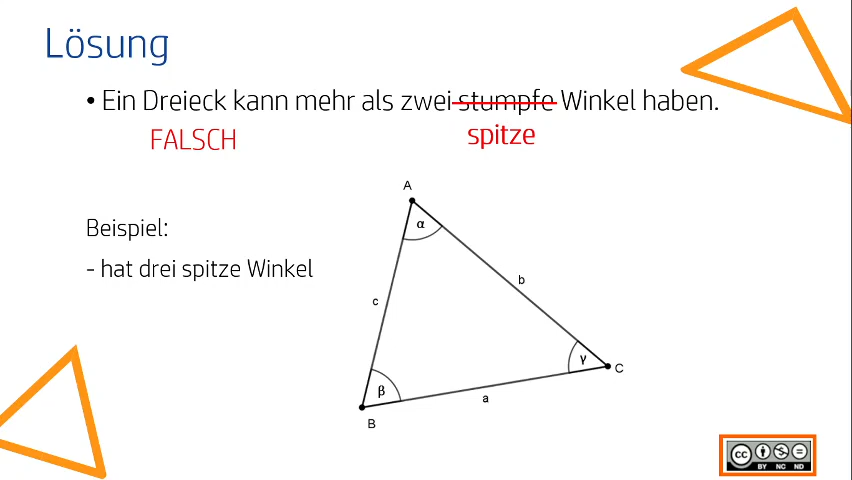 Lösung
• Ein Dreieck kann mehr als zwei stumpfe Winkel haben.
FALSCH
spitze
A
Beispiel:
α
- hat drei spitze Winkel
b
c
γ
C
β
a
B
cc
BY NC ND